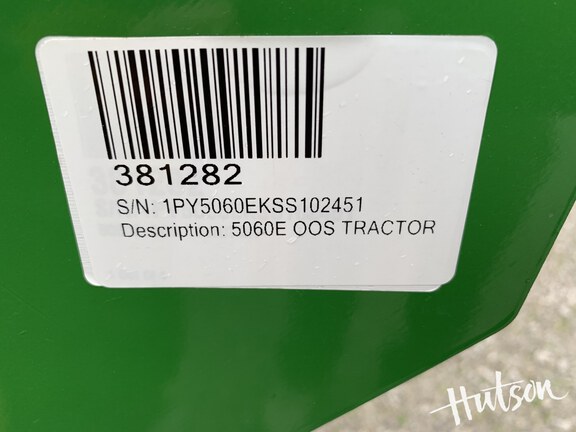 381282
S/N: 1PY5060EKSS102451
Description: 5060E OOS TRACTOR
Hutson